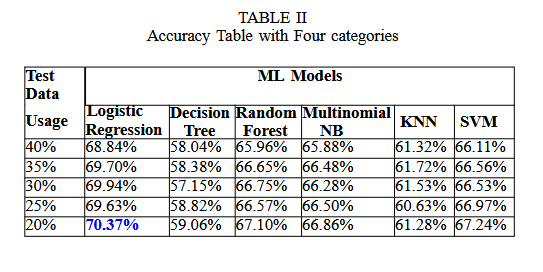 TABLE II
Accuracy Table with Four categories
Test Data Usage ML Models
Logistic Regression Decision Tree Random Forest Multinomial NB KNN SVM
40% 68.84% 58.04% 65.96% 65.88% 61.32% 66.11%
35% 69.70% 58.38% 66.65% 66.48% 61.72% 66.56%
30% 69.94% 57.15% 66.75% 66.28% 61.53% 66.53%
25% 69.63% 58.82% 66.57% 66.50% 60.63% 66.97%
20% 70.37% 59.06% 67.10% 66.86% 61.28% 67.24%